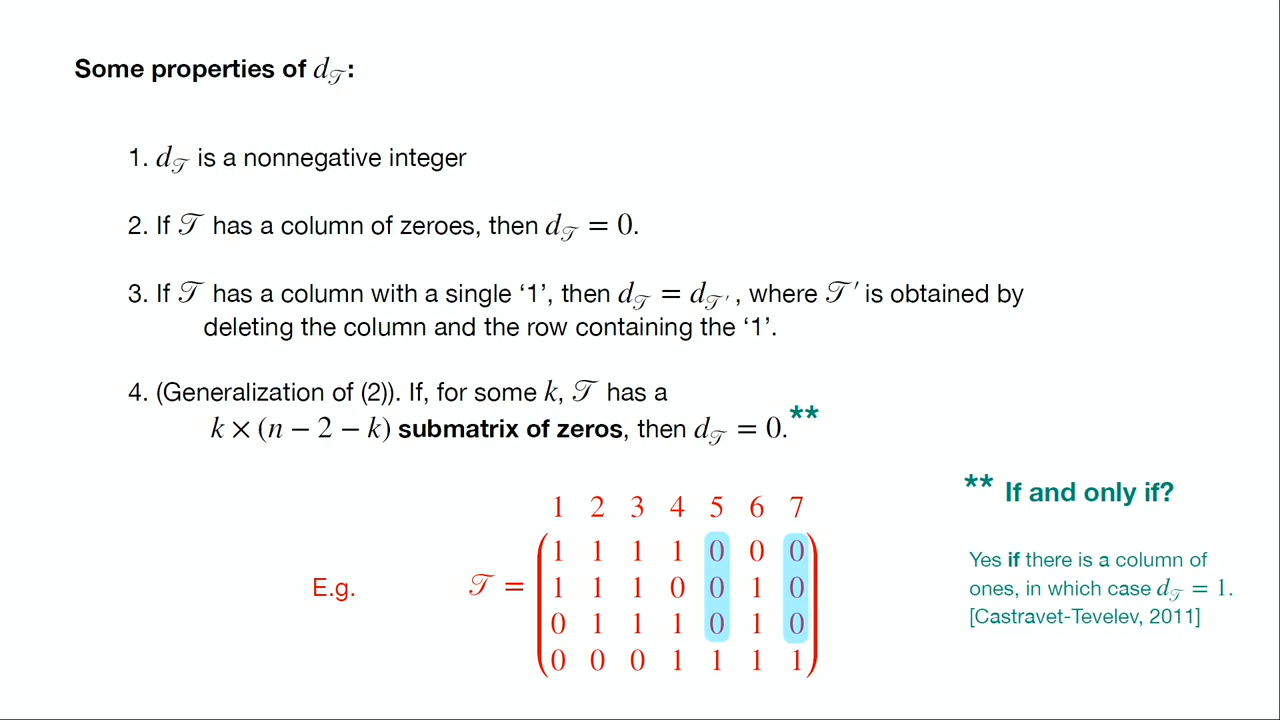 Some properties of d_𝒯:
1. d_𝒯 is a nonnegative integer
2. If 𝒯 has a column of zeroes, then d_𝒯 = 0.
3. If 𝒯 has a column with a single ‘1’, then d_𝒯 = d_𝒯′, where 𝒯′ is obtained by
deleting the column and the row containing the ‘1’.
4. (Generalization of (2)). If, for some k, 𝒯 has a
k × (n − 2 − k) submatrix of zeros, then d_𝒯 = 0.**
** If and only if?
Yes if there is a column of
ones, in which case d_𝒯 = 1.
[Castravet-Tevelev, 2011]
1 2 3 4 5 6 7
E.g. 𝒯 =
1 1 1 1 0 0 0
1 1 1 0 0 1 0
0 1 1 1 0 1 0
0 0 0 1 1 1 1